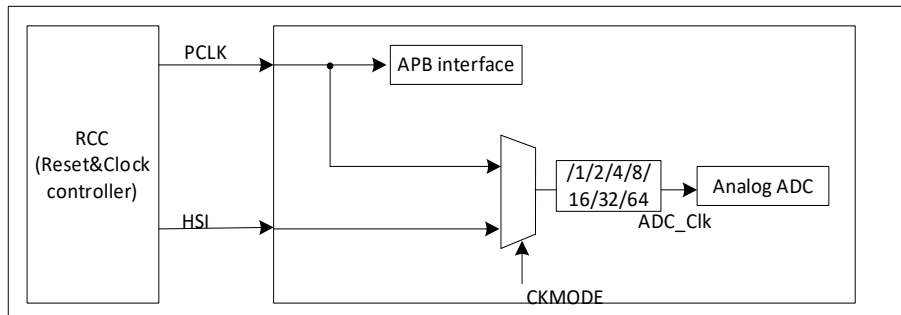 PCLK
APB interface
RCC
(Reset&Clock
controller)
/1/2/4/8/
16/32/64
Analog ADC
HSI
ADC_Clk
CKMODE